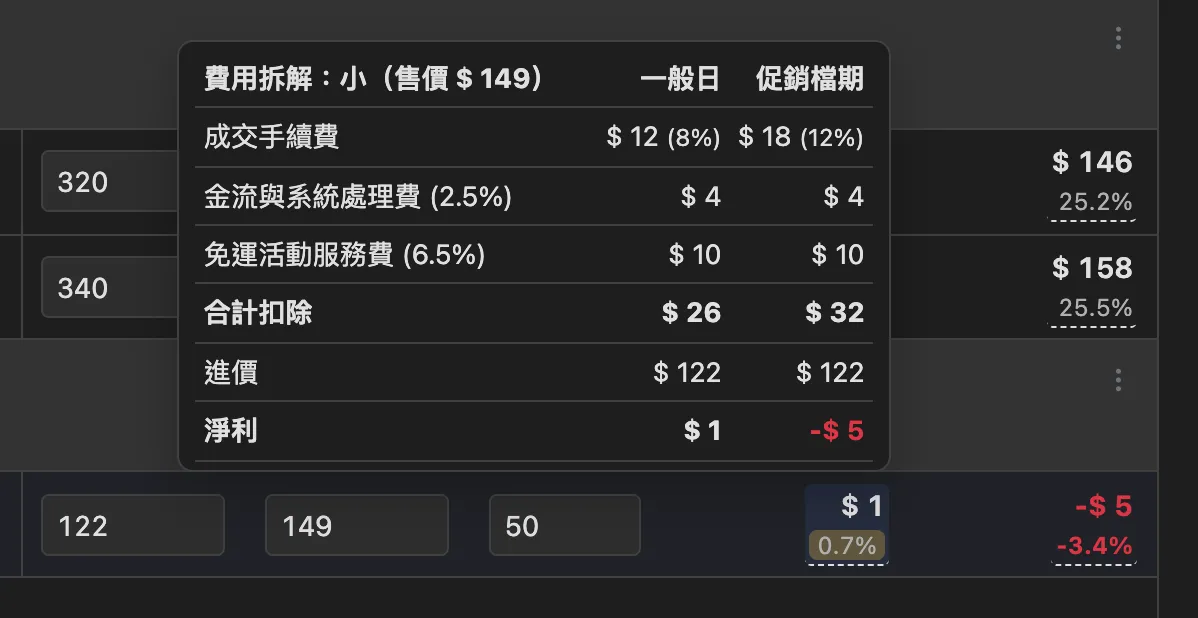 費用拆解：小（售價 $ 149） 一般日 促銷檔期
成交手續費 $ 12 (8%) $ 18 (12%)
金流與系統處理費 (2.5%) $ 4 $ 4
免運活動服務費 (6.5%) $ 10 $ 10
合計扣除 $ 26 $ 32
進價 $ 122 $ 122
淨利 $ 1 -$ 5
320 $ 146
25.2%
340 $ 158
25.5%
122 149 50 $ 1 -$ 5
0.7% -3.4%